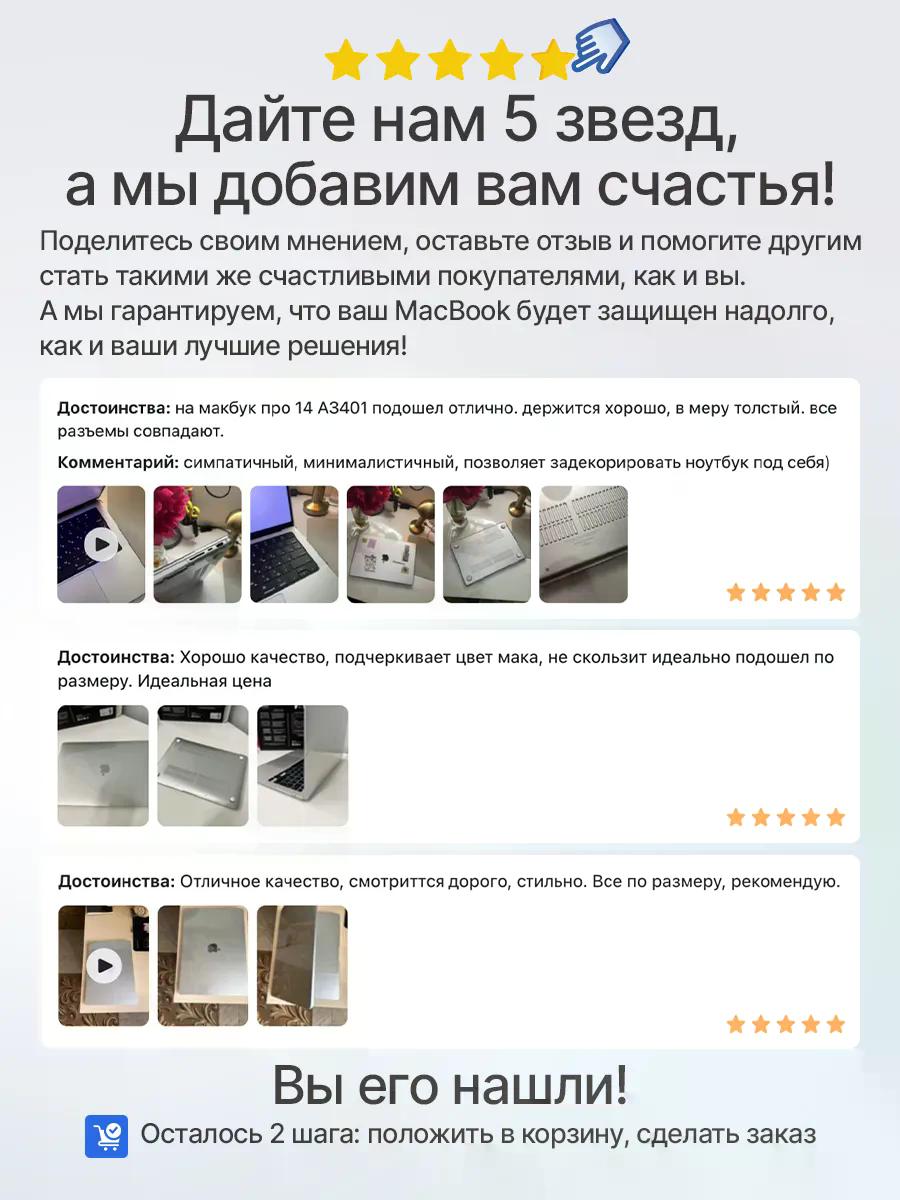 Дайте нам 5 звезд,
а мы добавим вам счастья!
Поделитесь своим мнением, оставьте отзыв и помогите другим
стать такими же счастливыми покупателями, как и вы.
А мы гарантируем, что ваш MacBook будет защищен надолго,
как и ваши лучшие решения!
Достоинства: на макбук про 14 A3401 подошел отлично. держится хорошо, в меру толстый. все
разъемы совпадают.
Комментарий: симпатичный, минималистичный, позволяет задекорировать ноутбук под себя)
Достоинства: Хорошо качество, подчеркивает цвет мака, не скользит идеально подошел по
размеру. Идеальная цена
Достоинства: Отличное качество, смотриттся дорого, стильно. Все по размеру, рекомендую.
Вы его нашли!
Осталось 2 шага: положить в корзину, сделать заказ